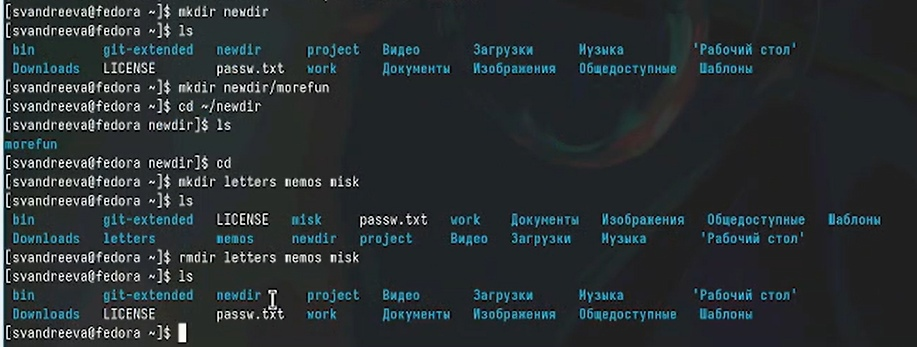 [svandreeva@fedora ~]$ mkdir newdir
[svandreeva@fedora ~]$ ls
bin git-extended newdir project Видео Загрузки Музыка 'Рабочий стол'
Downloads LICENSE passw.txt work Документы Изображения Общедоступные Шаблоны
[svandreeva@fedora ~]$ mkdir newdir/morefun
[svandreeva@fedora ~]$ cd ~/newdir
[svandreeva@fedora newdir]$ ls
morefun
[svandreeva@fedora newdir]$ cd
[svandreeva@fedora ~]$ mkdir letters memos misk
[svandreeva@fedora ~]$ ls
bin git-extended LICENSE misk passw.txt work Документы Изображения Общедоступные Шаблоны
Downloads letters memos newdir project Видео Загрузки Музыка 'Рабочий стол'
[svandreeva@fedora ~]$ rmdir letters memos misk
[svandreeva@fedora ~]$ ls
bin git-extended newdir project Видео Загрузки Музыка 'Рабочий стол'
Downloads LICENSE passw.txt work Документы Изображения Общедоступные Шаблоны
[svandreeva@fedora ~]$